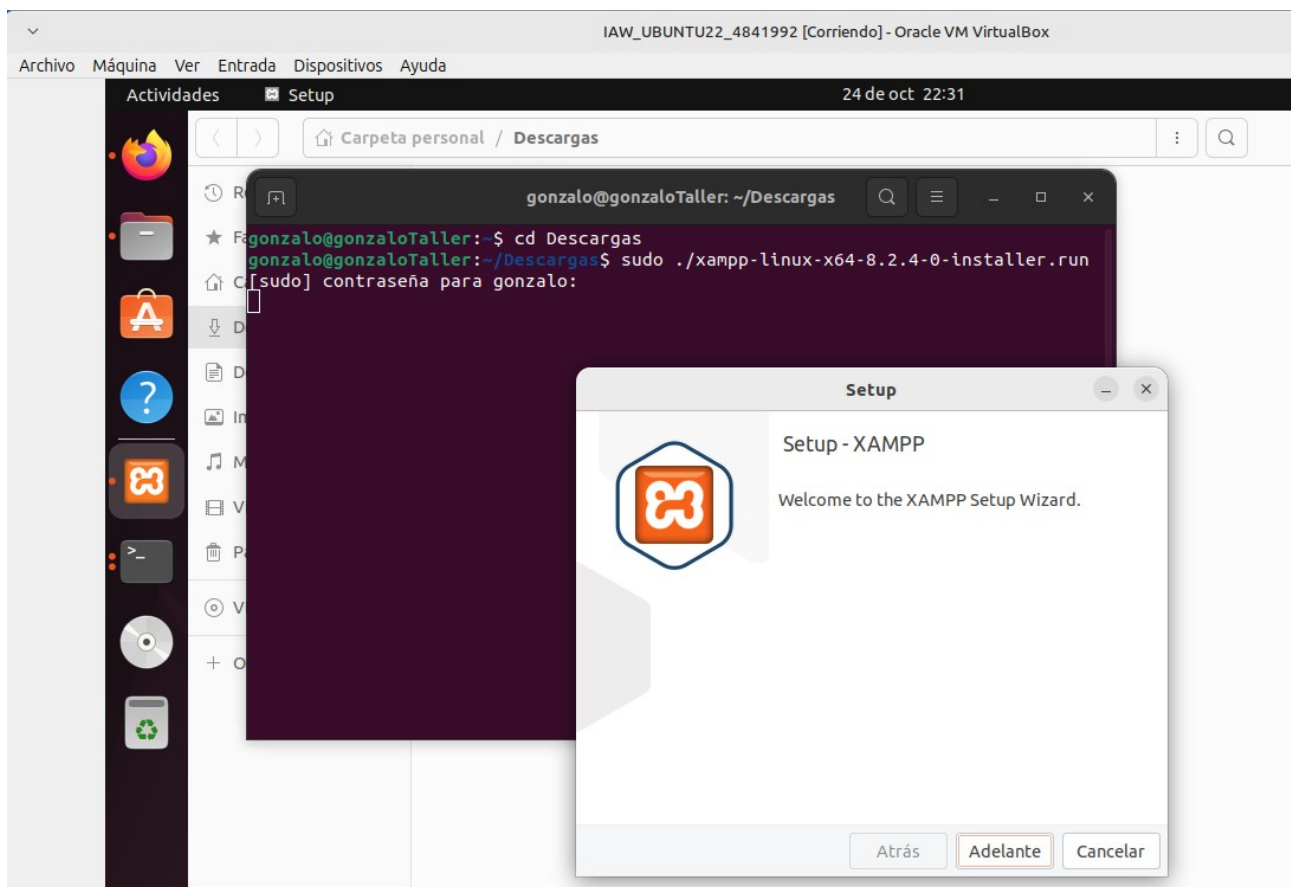 IAW_UBUNTU22_4841992 [Corriendo] - Oracle VM VirtualBox
Archivo Máquina Ver Entrada Dispositivos Ayuda
Actividades Setup 24 de oct 22:31
Carpeta personal / Descargas
gonzalo@gonzaloTaller: ~/Descargas
gonzalo@gonzaloTaller:~$ cd Descargas
gonzalo@gonzaloTaller:~/Descargas$ sudo ./xampp-linux-x64-8.2.4-0-installer.run
[sudo] contraseña para gonzalo:
Setup
Setup - XAMPP
Welcome to the XAMPP Setup Wizard.
Atrás Adelante Cancelar